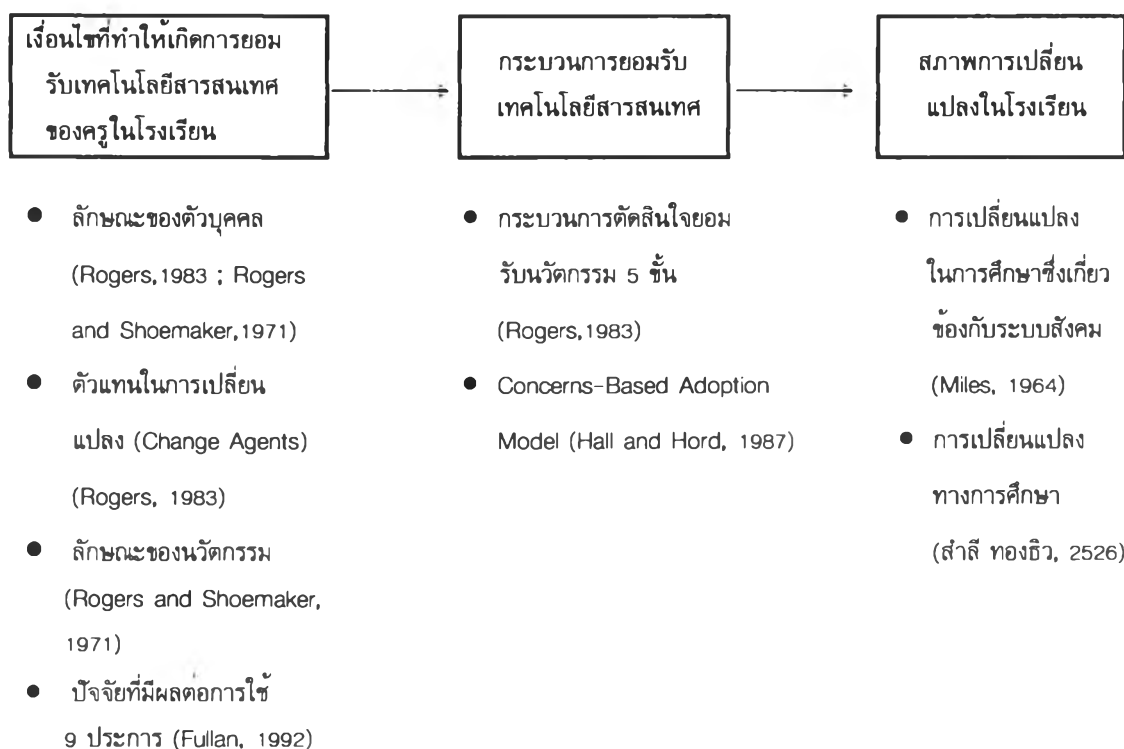 เงื่อนไขที่ทำให้เกิดการยอม
รับเทคโนโลยีสารสนเทศ
ของครูในโรงเรียน
กระบวนการยอมรับ
เทคโนโลยีสารสนเทศ
สภาพการเปลี่ยน
แปลงในโรงเรียน
● ลักษณะของตัวบุคคล
(Rogers,1983 ; Rogers
and Shoemaker,1971)
● ตัวแทนในการเปลี่ยน
แปลง (Change Agents)
(Rogers, 1983)
● ลักษณะของนวัตกรรม
(Rogers and Shoemaker,
1971)
● ปัจจัยที่มีผลต่อการใช้
9 ประการ (Fullan, 1992)
● กระบวนการตัดสินใจยอม
รับนวัตกรรม 5 ขั้น
(Rogers,1983)
● Concerns-Based Adoption
Model (Hall and Hord, 1987)
● การเปลี่ยนแปลง
ในการศึกษาซึ่งเกี่ยว
ข้องกับระบบสังคม
(Miles, 1964)
● การเปลี่ยนแปลง
ทางการศึกษา
(สำลี ทองธิว, 2526)